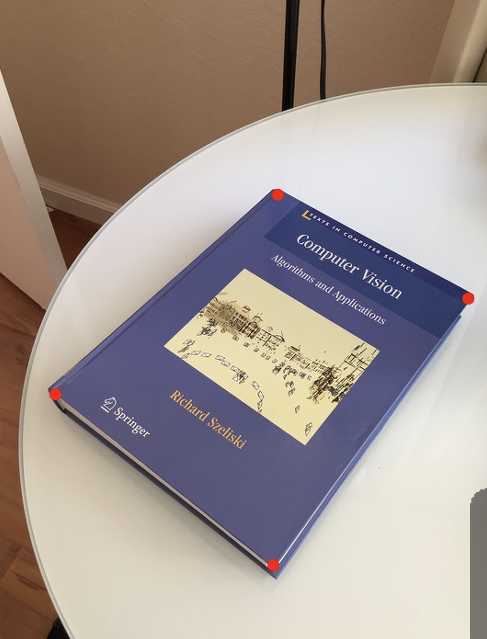 TEXTS IN COMPUTER SCIENCE
Computer Vision
Algorithms and Applications
Richard Szeliski
Springer